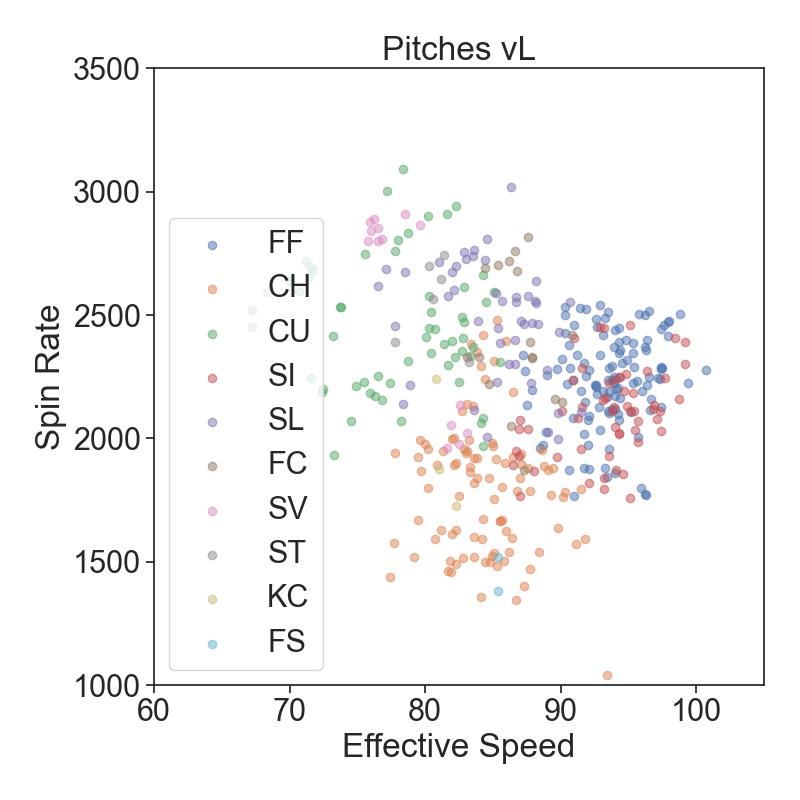 Pitches vL
3500
3000
2500
2000
1500
1000
Spin Rate
FF
CH
CU
SI
SL
FC
SV
ST
KC
FS
60 70 80 90 100
Effective Speed